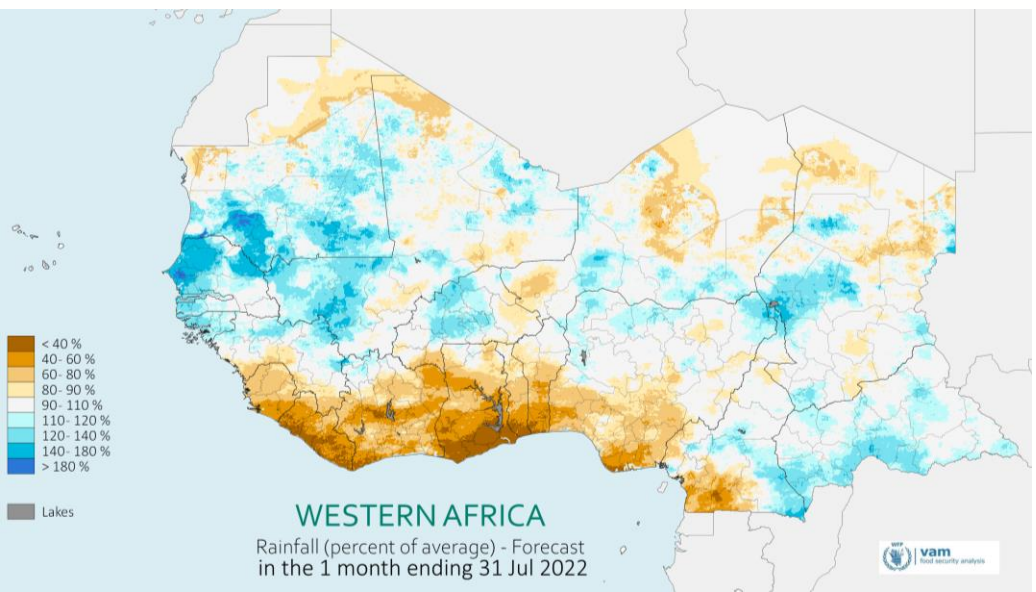 < 40 %
40- 60 %
60- 80 %
80- 90 %
90- 110 %
110- 120 %
120- 140 %
140- 180 %
> 180 %
Lakes
WESTERN AFRICA
Rainfall (percent of average) - Forecast
in the 1 month ending 31 Jul 2022
WFP
vam
food security analysis